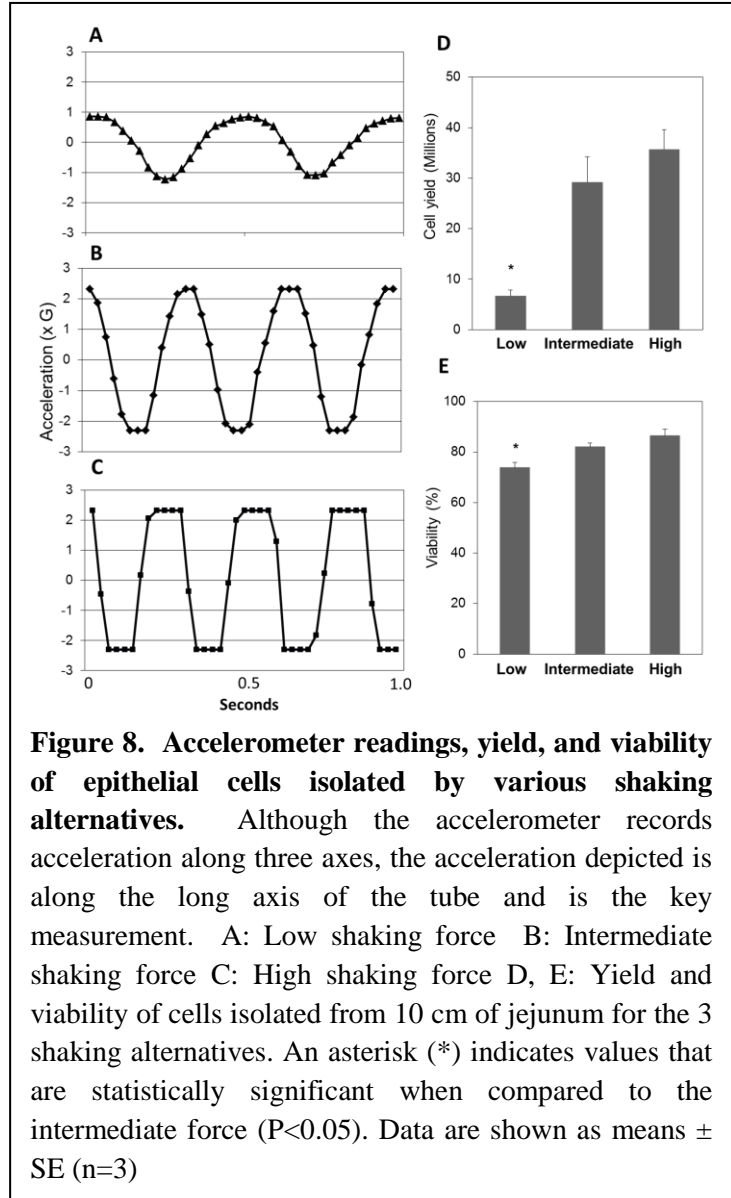 A
3
2
1
0
-1
-2
-3
B
3
2
1
0
-1
-2
-3
Acceleration (x G)
C
3
2
1
0
-1
-2
-3
0 0.5 1.0
Seconds
D
50
40
30
20
10
0
Cell yield (Millions)
*
Low Intermediate High
E
100
80
60
40
20
0
Viability (%)
*
Low Intermediate High
Figure 8. Accelerometer readings, yield, and viability
of epithelial cells isolated by various shaking
alternatives. Although the accelerometer records
acceleration along three axes, the acceleration depicted is
along the long axis of the tube and is the key
measurement. A: Low shaking force B: Intermediate
shaking force C: High shaking force D, E: Yield and
viability of cells isolated from 10 cm of jejunum for the 3
shaking alternatives. An asterisk (*) indicates values that
are statistically significant when compared to the
intermediate force (P<0.05). Data are shown as means ±
SE (n=3)